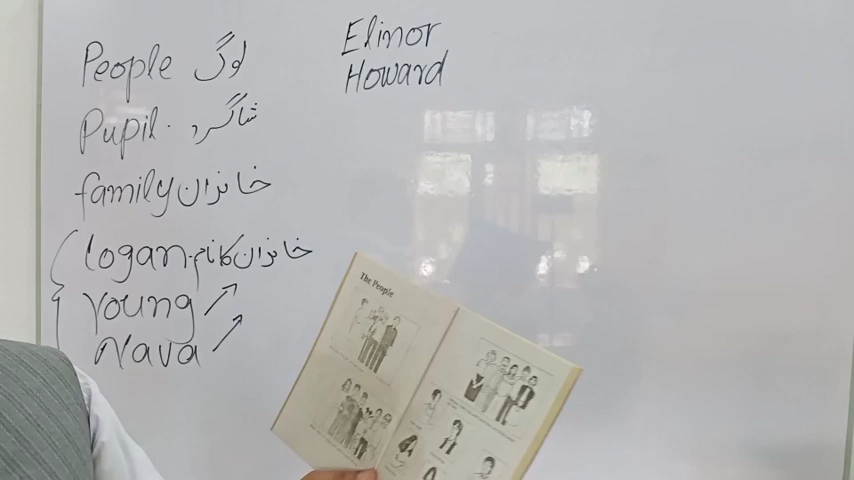 People لوگ
Pupil. شاگرد
family خاندان
Logan. خاندان کا نام
Young
Nava
Elinor
Howard
The People